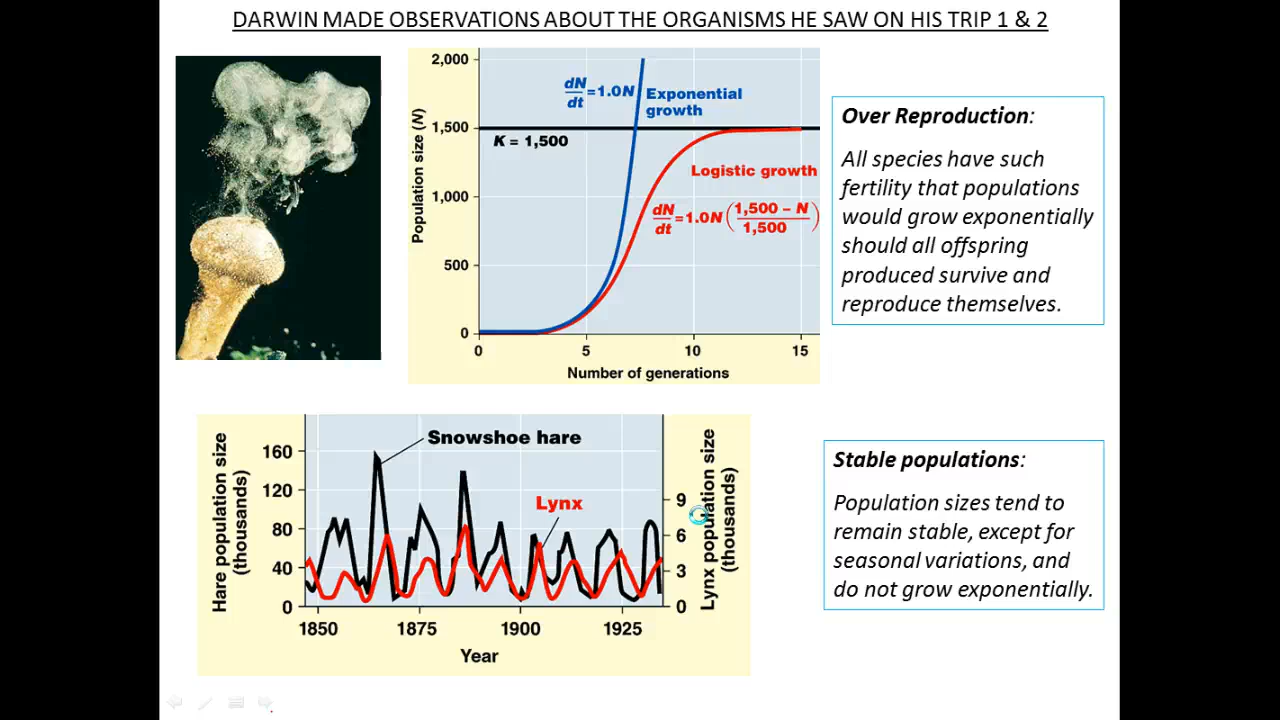 DARWIN MADE OBSERVATIONS ABOUT THE ORGANISMS HE SAW ON HIS TRIP 1 & 2
Population size (N)
2,000
1,500
1,000
500
0
dN/dt = 1.0N
Exponential
growth
K = 1,500
Logistic growth
dN/dt = 1.0N (1,500 – N / 1,500)
0 5 10 15
Number of generations
Over Reproduction:
All species have such
fertility that populations
would grow exponentially
should all offspring
produced survive and
reproduce themselves.
Hare population size
(thousands)
160
120
80
40
0
Snowshoe hare
Lynx
9
6
3
0
Lynx population size
(thousands)
1850 1875 1900 1925
Year
Stable populations:
Population sizes tend to
remain stable, except for
seasonal variations, and
do not grow exponentially.